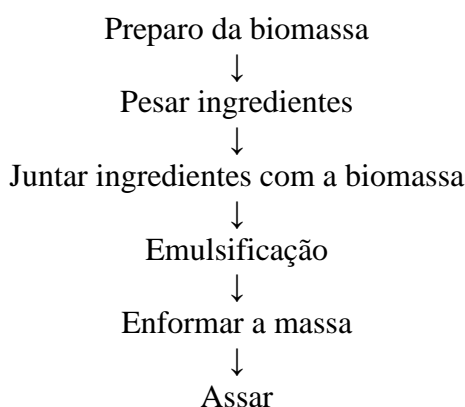 Preparo da biomassa
↓
Pesar ingredientes
↓
Juntar ingredientes com a biomassa
↓
Emulsificação
↓
Enformar a massa
↓
Assar